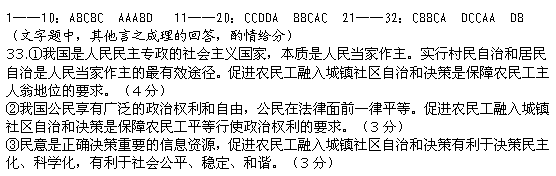 1——10：ABCBC AAABD 11——20：CCDDA BBCAC 21——32：CBBCA DCCAA DB
（文字题中，其他言之成理的回答，酌情给分）
33.①我国是人民民主专政的社会主义国家，本质是人民当家作主。实行村民自治和居民
自治是人民当家作主的最有效途径。促进农民工融入城镇社区自治和决策是保障农民工主
人翁地位的要求。（4分）
②我国公民享有广泛的政治权利和自由，公民在法律面前一律平等。促进农民工融入城镇
社区自治和决策是保障农民工平等行使政治权利的要求。（3分）
③民意是正确决策重要的信息资源，促进农民工融入城镇社区自治和决策有利于决策民主
化、科学化，有利于社会公平、稳定、和谐。（3分）